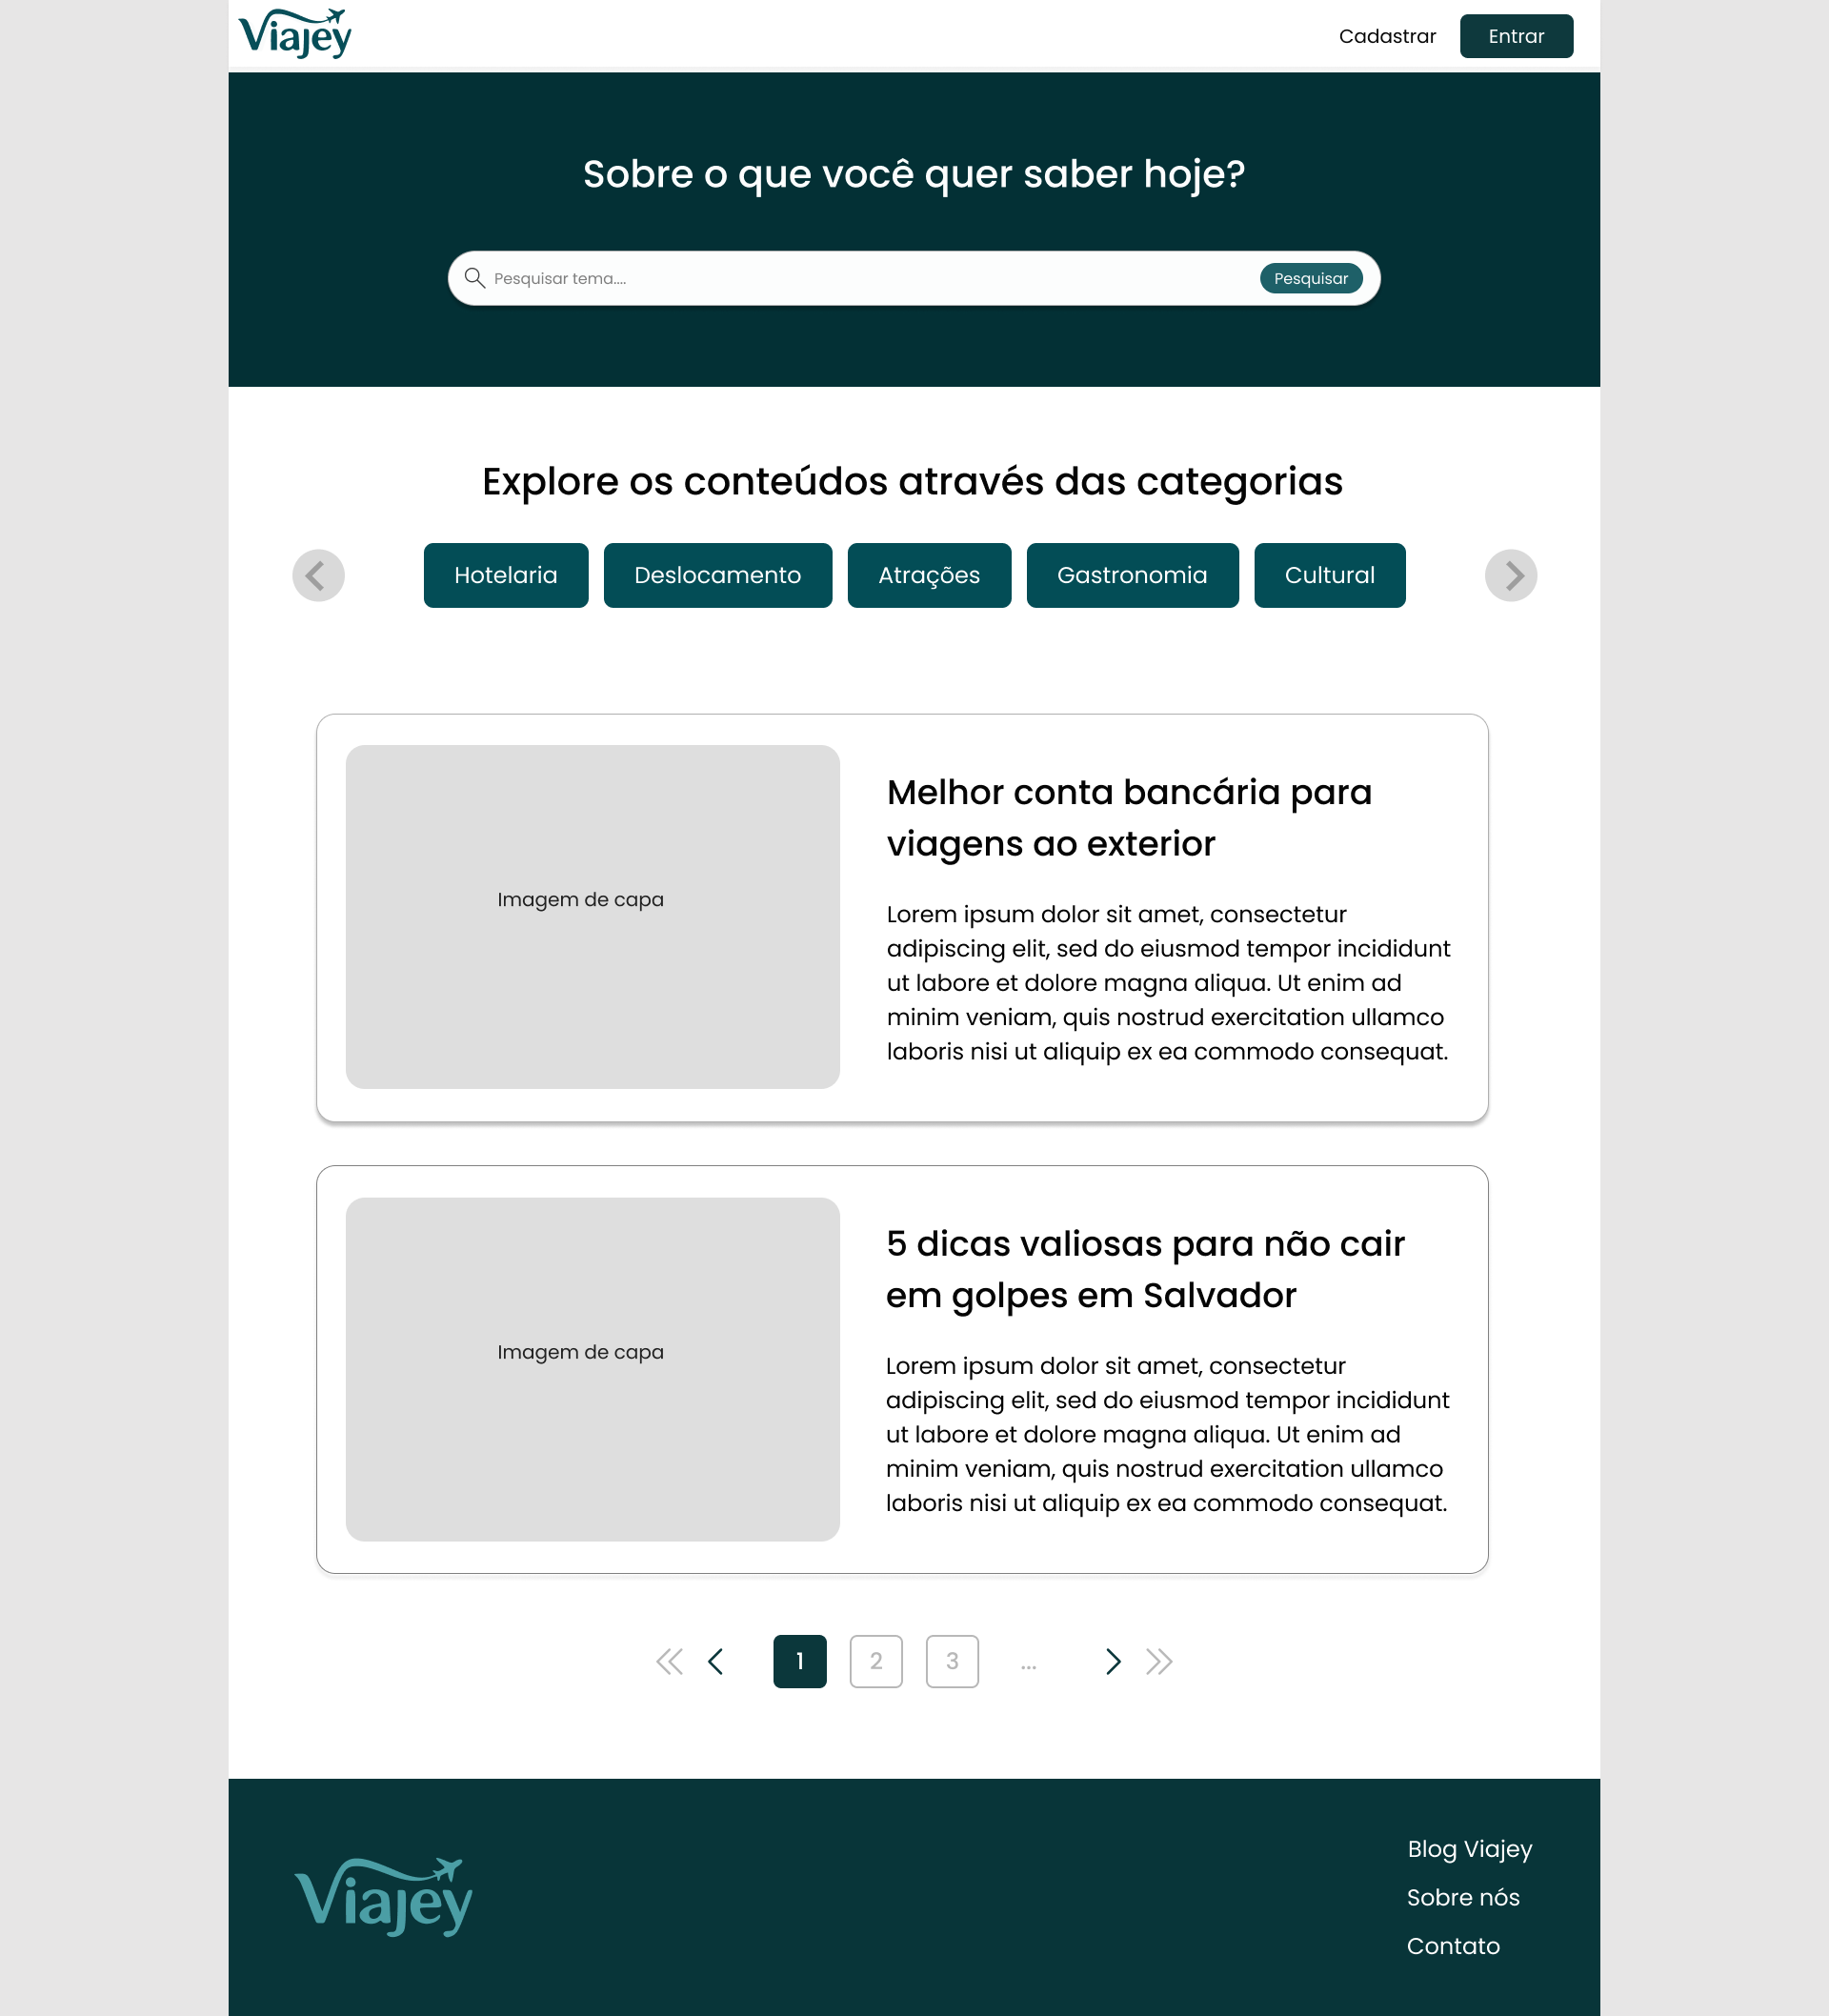 Viajey
Cadastrar
Entrar
Sobre o que você quer saber hoje?
Pesquisar tema....
Pesquisar
Explore os conteúdos através das categorias
Hotelaria
Deslocamento
Atrações
Gastronomia
Cultural
Imagem de capa
Melhor conta bancária para
viagens ao exterior
Lorem ipsum dolor sit amet, consectetur
adipiscing elit, sed do eiusmod tempor incididunt
ut labore et dolore magna aliqua. Ut enim ad
minim veniam, quis nostrud exercitation ullamco
laboris nisi ut aliquip ex ea commodo consequat.
Imagem de capa
5 dicas valiosas para não cair
em golpes em Salvador
Lorem ipsum dolor sit amet, consectetur
adipiscing elit, sed do eiusmod tempor incididunt
ut labore et dolore magna aliqua. Ut enim ad
minim veniam, quis nostrud exercitation ullamco
laboris nisi ut aliquip ex ea commodo consequat.
1
2
3
...
Viajey
Blog Viajey
Sobre nós
Contato